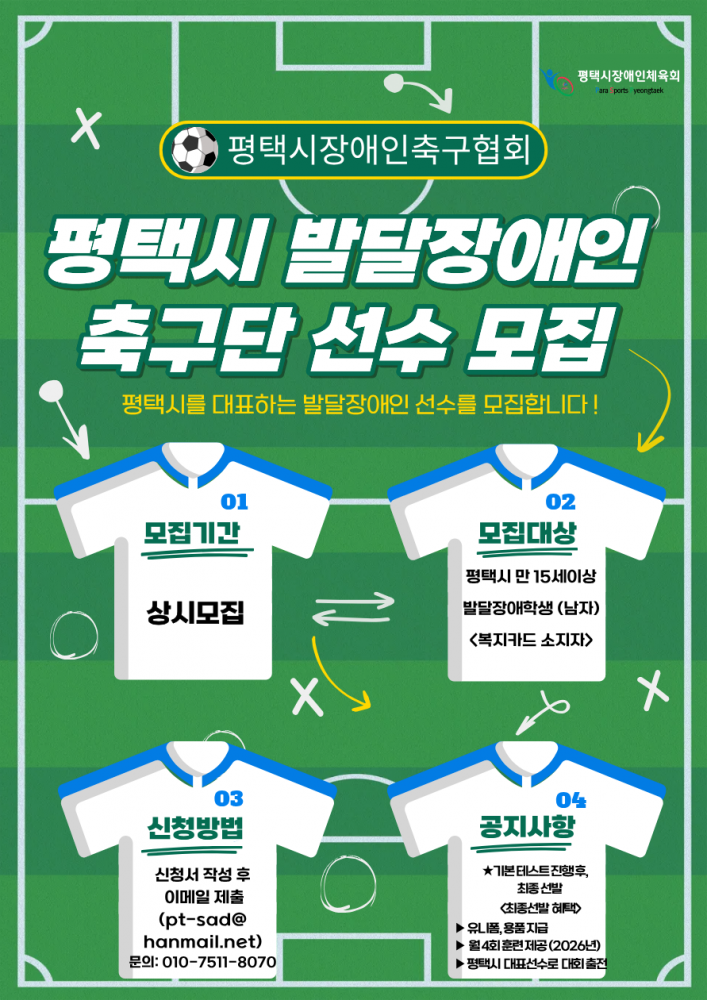 평택시장애인체육회
Para Sports Pyeongtaek
평택시장애인축구협회
평택시 발달장애인
축구단 선수 모집
평택시를 대표하는 발달장애인 선수를 모집합니다!
01
모집기간
상시모집
02
모집대상
평택시 만 15세이상
발달장애학생 (남자)
<복지카드 소지자>
03
신청방법
신청서 작성 후
이메일 제출
(pt-sad@
hanmail.net)
문의: 010-7511-8070
04
공지사항
★기본 테스트 진행 후,
최종 선발
<최종선발 혜택>
▶ 유니폼, 용품 지급
▶ 월 4회 훈련 제공 (2026년)
▶ 평택시 대표선수로 대회 출전